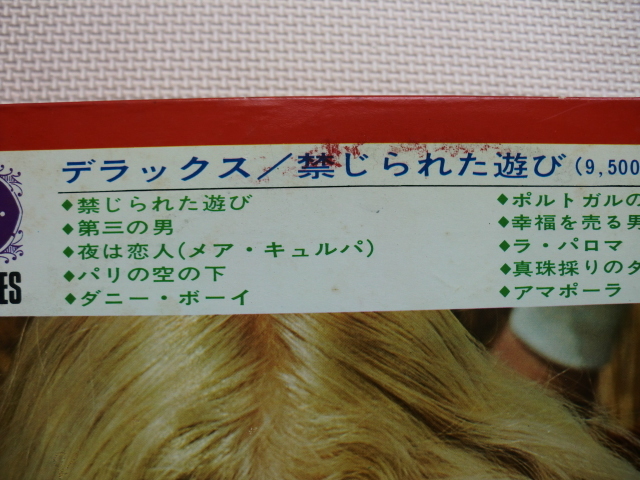 デラックス／禁じられた遊び (9,500
◆禁じられた遊び
◆第三の男
◆夜は恋人(メア・キュルパ)
◆パリの空の下
◆ダニー・ボーイ
◆ポルトガルの
◆幸福を売る男
◆ラ・パロマ
◆真珠採りのタ
◆アマポーラ
ES